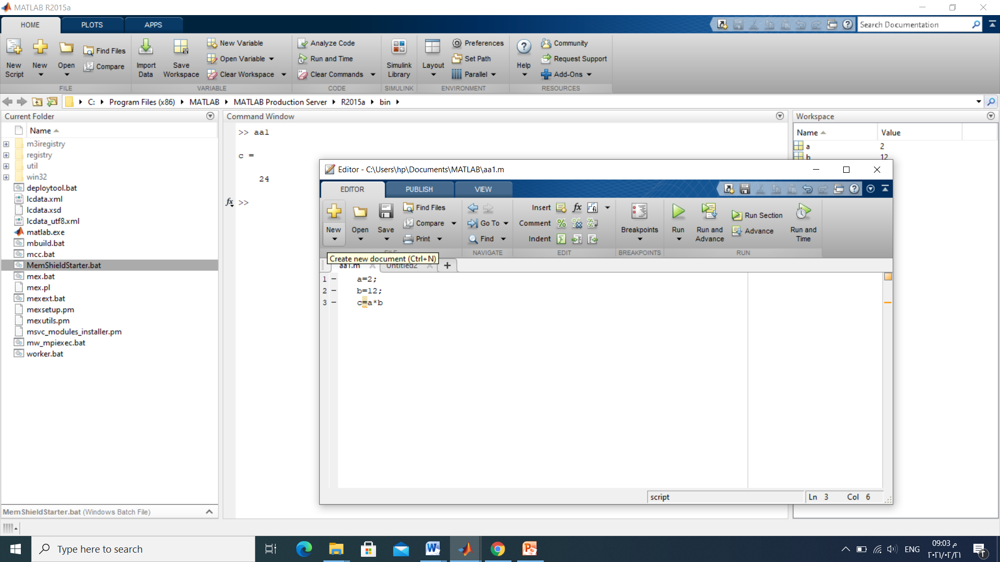 MATLAB R2015a
HOME PLOTS APPS
Search Documentation
New Script
New
Open
Find Files
Compare
FILE
Import Data
Save Workspace
New Variable
Open Variable
Clear Workspace
VARIABLE
Analyze Code
Run and Time
Clear Commands
CODE
Simulink Library
SIMULINK
Layout
Preferences
Set Path
Parallel
ENVIRONMENT
Help
Community
Request Support
Add-Ons
RESOURCES
C: Program Files (x86) MATLAB MATLAB Production Server R2015a bin
Current Folder
Name
m3iregistry
registry
util
win32
deploytool.bat
lcdata.xml
lcdata.xsd
lcdata_utf8.xml
matlab.exe
mbuild.bat
mcc.bat
MemShieldStarter.bat
mex.bat
mex.pl
mexext.bat
mexsetup.pm
mexutils.pm
msvc_modules_installer.pm
mw_mpiexec.bat
worker.bat
MemShieldStarter.bat (Windows Batch File)
Command Window
>> aa1
c =
24
fx >>
Workspace
Name Value
a 2
b 12
Editor - C:\Users\hp\Documents\MATLAB\aa1.m
EDITOR PUBLISH VIEW
New
Open
Save
Find Files
Compare
Print
FILE
Go To
Find
NAVIGATE
Insert fx
Comment
Indent
EDIT
Breakpoints
BREAKPOINTS
Run
Run and Advance
Run Section
Advance
Run and Time
RUN
Create new document (Ctrl+N)
aa1.m Untitled2 +
1 a=2;
2 b=12;
3 c=a*b
script Ln 3 Col 6
Type here to search
ENG
09:03 م
٢٠٢١/٠٢/٢١
٢